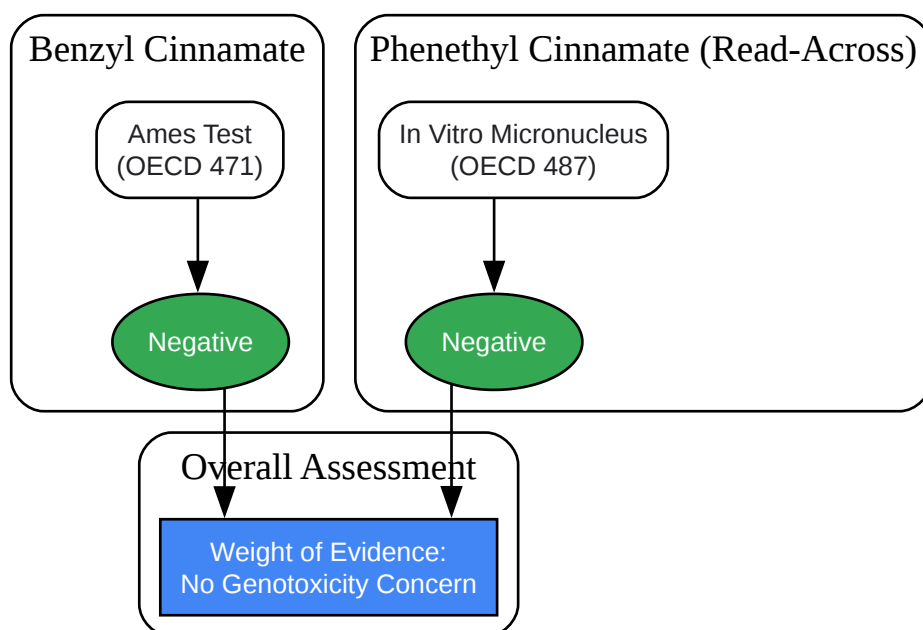 Benzyl Cinnamate
Ames Test
(OECD 471)
Negative
Phenethyl Cinnamate (Read-Across)
In Vitro Micronucleus
(OECD 487)
Negative
Overall Assessment
Weight of Evidence:
No Genotoxicity Concern